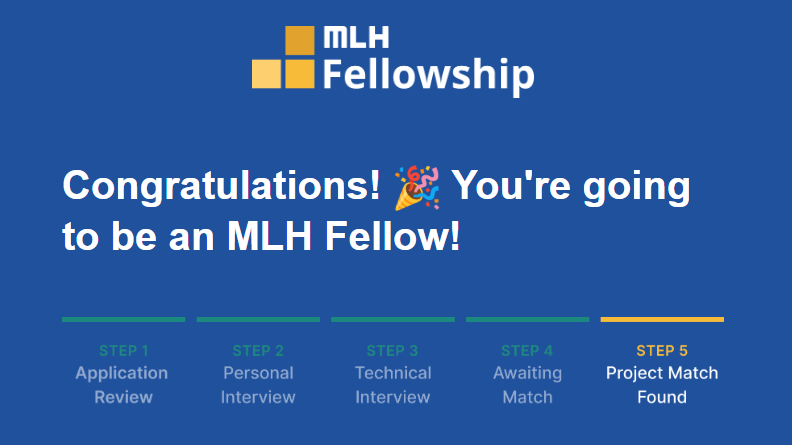 MLH
Fellowship
Congratulations! 🎉 You're going
to be an MLH Fellow!
STEP 1
Application
Review
STEP 2
Personal
Interview
STEP 3
Technical
Interview
STEP 4
Awaiting
Match
STEP 5
Project Match
Found